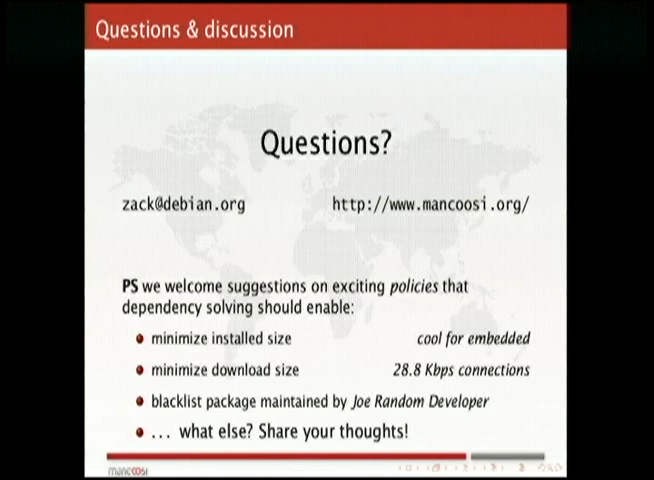 Questions & discussion
Questions?
zack@debian.org http://www.mancoosi.org/
PS we welcome suggestions on exciting policies that
dependency solving should enable:
minimize installed size cool for embedded
minimize download size 28.8 Kbps connections
blacklist package maintained by Joe Random Developer
... what else? Share your thoughts!
mancoosi